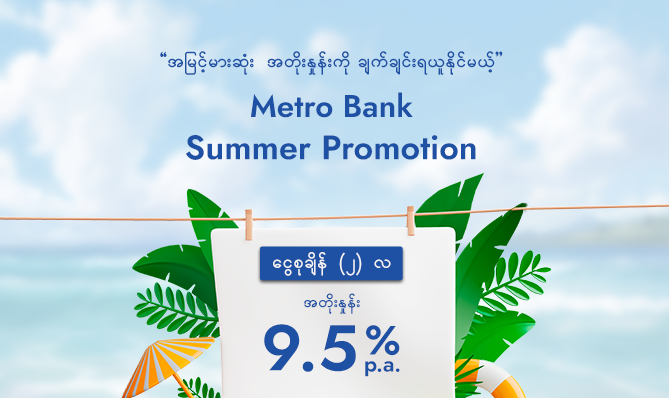 “အမြင့်မားဆုံး အတိုးနှုန်းကို ချက်ချင်းရယူနိုင်မယ့်”
Metro Bank
Summer Promotion
ငွေစုချိန် (၂) လ
အတိုးနှုန်း
9.5% p.a.